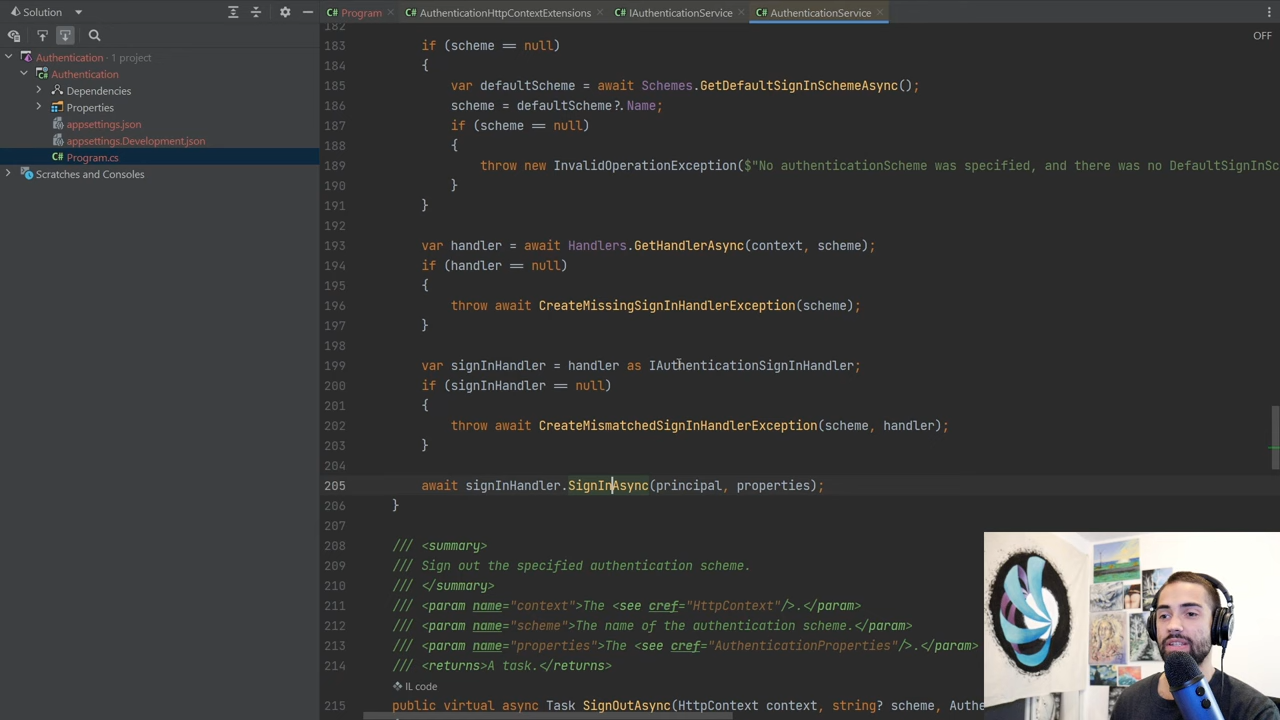 Solution
Program
AuthenticationHttpContextExtensions
IAuthenticationService
AuthenticationService
OFF
Authentication · 1 project
Authentication
Dependencies
Properties
appsettings.json
appsettings.Development.json
C# Program.cs
Scratches and Consoles
182
183 if (scheme == null)
184 {
185 var defaultScheme = await Schemes.GetDefaultSignInSchemeAsync();
186 scheme = defaultScheme?.Name;
187 if (scheme == null)
188 {
189 throw new InvalidOperationException($"No authenticationScheme was specified, and there was no DefaultSignInSc
190 }
191 }
192
193 var handler = await Handlers.GetHandlerAsync(context, scheme);
194 if (handler == null)
195 {
196 throw await CreateMissingSignInHandlerException(scheme);
197 }
198
199 var signInHandler = handler as IAuthenticationSignInHandler;
200 if (signInHandler == null)
201 {
202 throw await CreateMismatchedSignInHandlerException(scheme, handler);
203 }
204
205 await signInHandler.SignInAsync(principal, properties);
206 }
207
208 /// <summary>
209 /// Sign out the specified authentication scheme.
210 /// </summary>
211 /// <param name="context">The <see cref="HttpContext"/>.</param>
212 /// <param name="scheme">The name of the authentication scheme.</param>
213 /// <param name="properties">The <see cref="AuthenticationProperties"/>.</param>
214 /// <returns>A task.</returns>
IL code
215 public virtual async Task SignOutAsync(HttpContext context, string? scheme, Authe